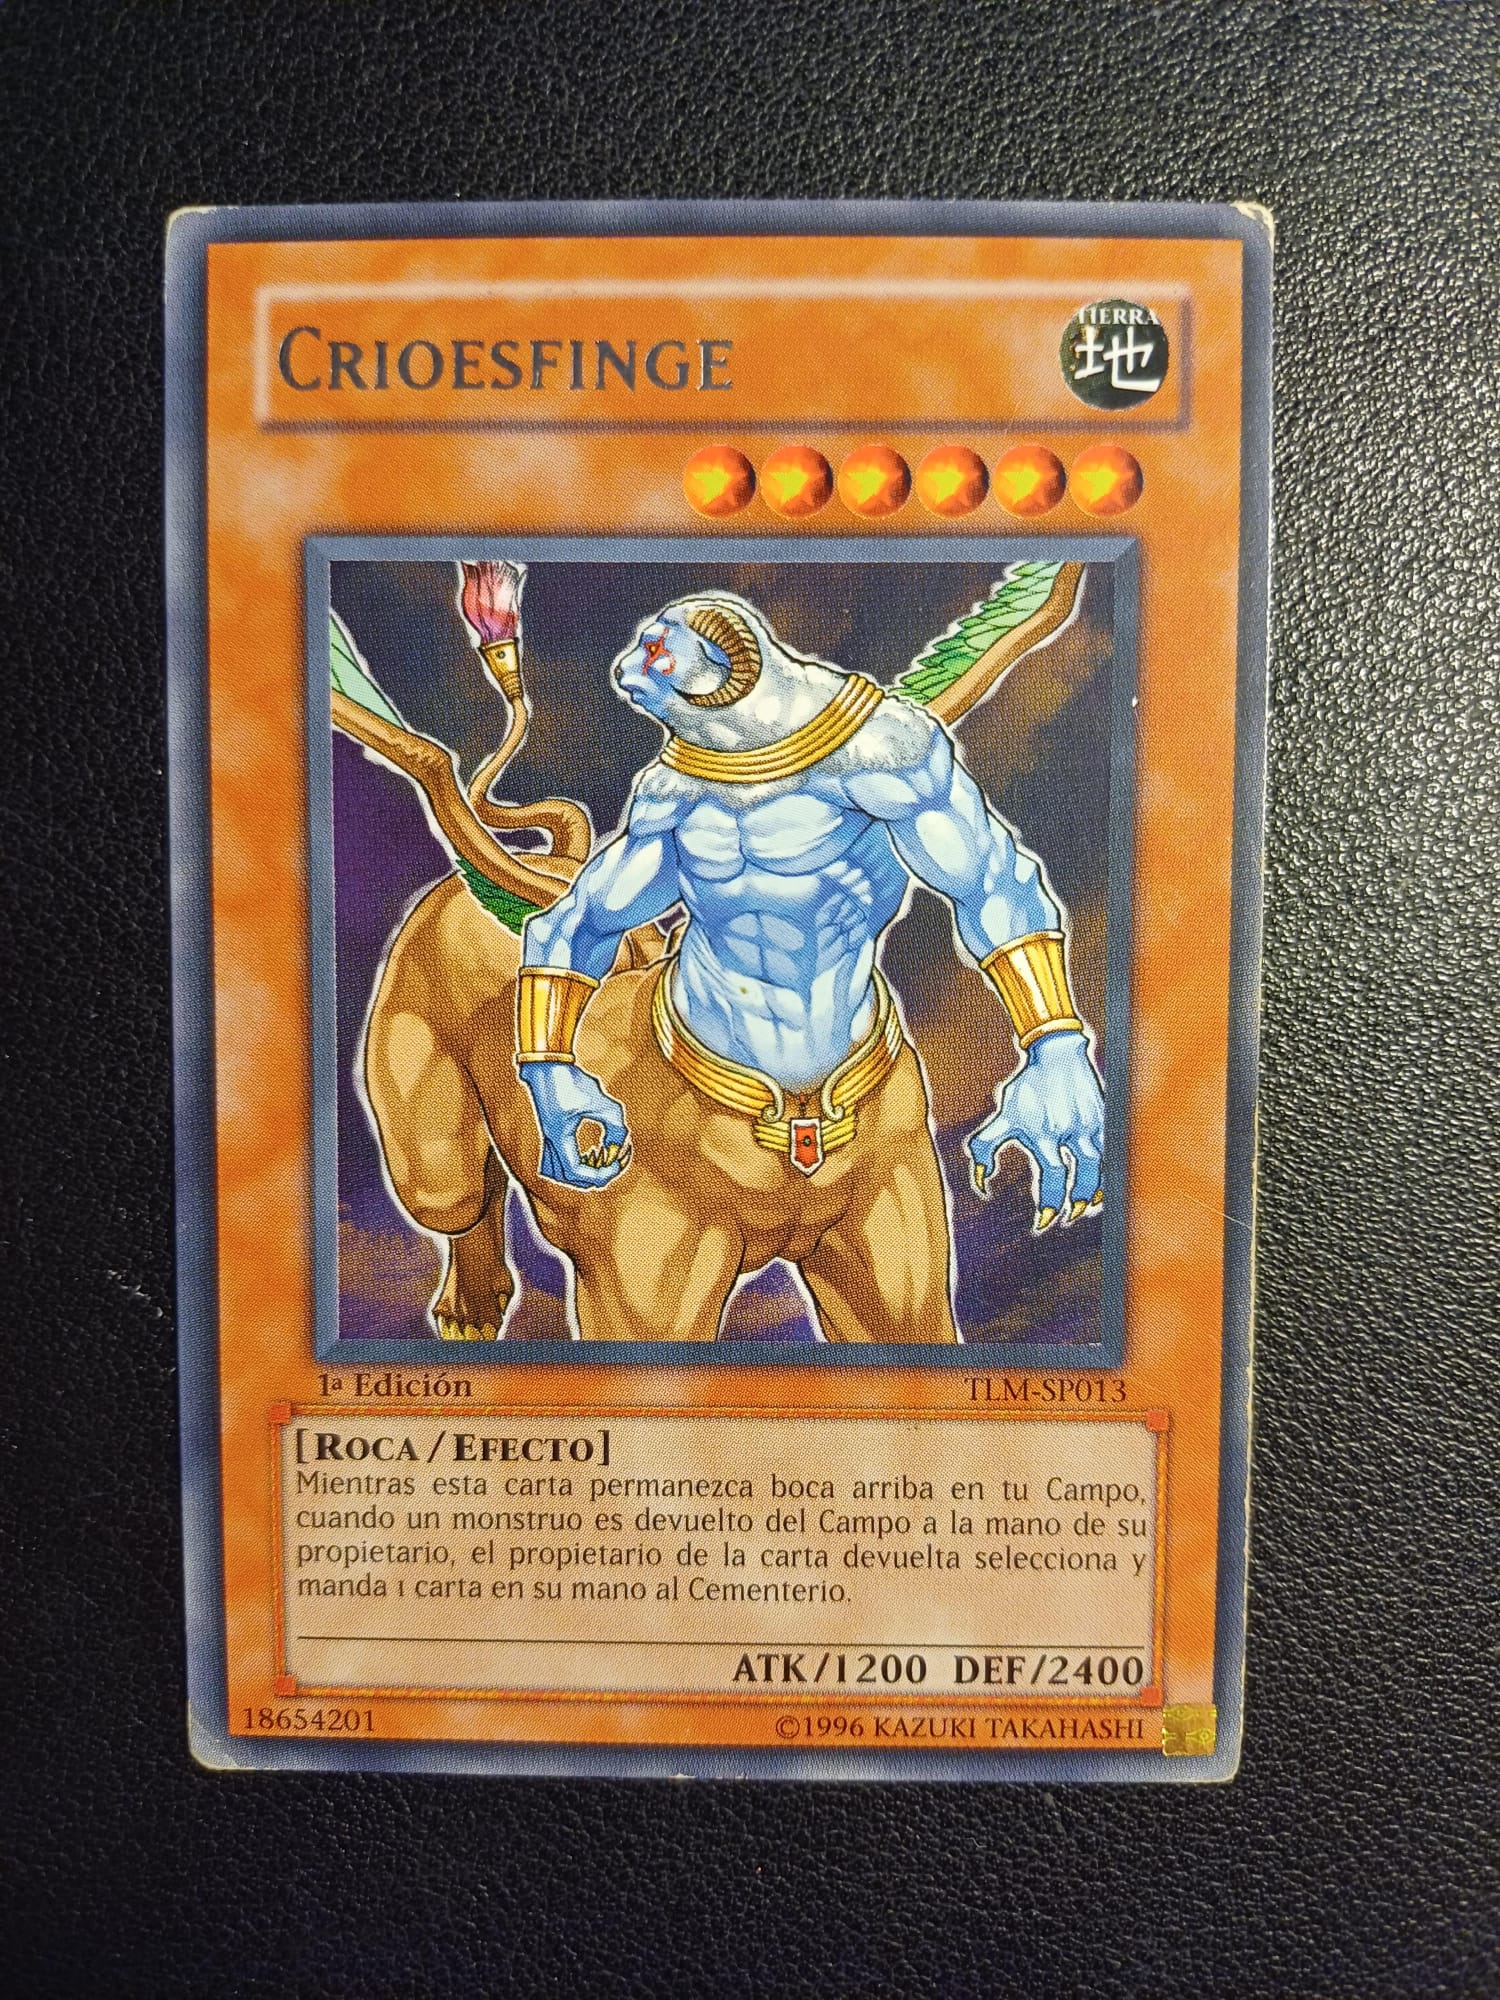 CRIOESFINGE
TIERRA
地
1ª Edición
TLM-SP013
[ROCA/EFECTO]
Mientras esta carta permanezca boca arriba en tu Campo,
cuando un monstruo es devuelto del Campo a la mano de su
propietario, el propietario de la carta devuelta selecciona y
manda 1 carta en su mano al Cementerio.
ATK/1200 DEF/2400
18654201
©1996 KAZUKI TAKAHASHI